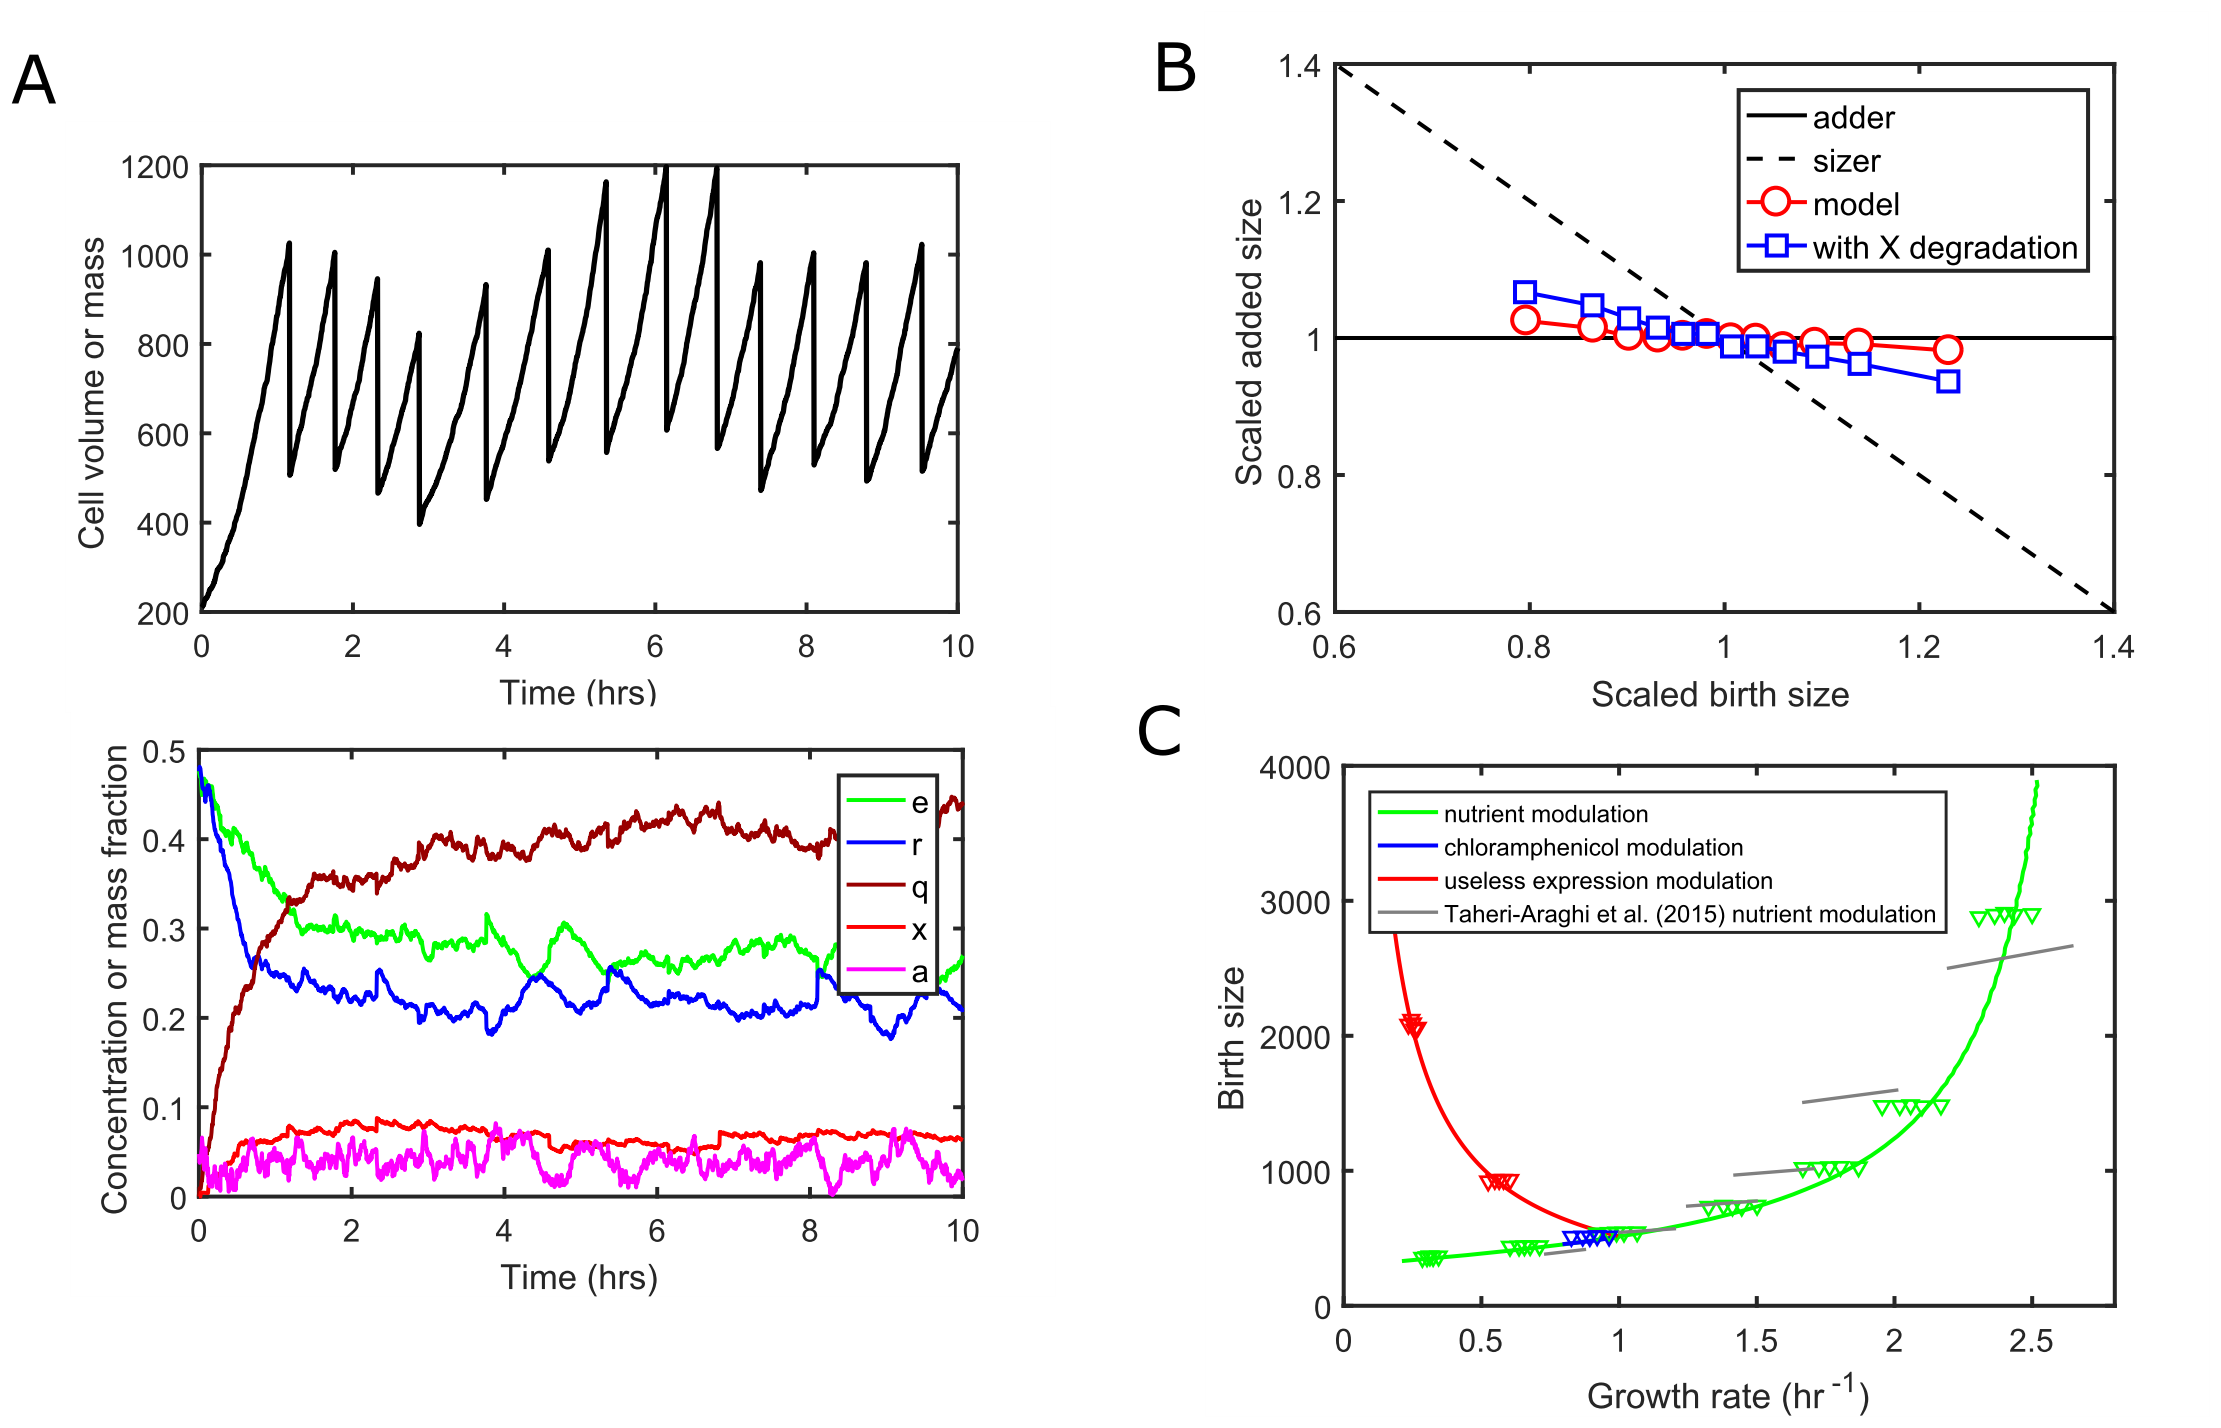 A
1200
1000
800
600
400
200
0
2
4
6
8
10
Cell volume or mass
Time (hrs)
0.5
0.4
0.3
0.2
0.1
0
0
2
4
6
8
10
Concentration or mass fraction
Time (hrs)
e
r
q
x
a
B
1.4
1.2
1
0.8
0.6
0.6
0.8
1
1.2
1.4
Scaled added size
Scaled birth size
adder
sizer
model
with X degradation
C
4000
3000
2000
1000
0
0
0.5
1
1.5
2
2.5
Birth size
Growth rate (hr⁻¹)
nutrient modulation
chloramphenicol modulation
useless expression modulation
Taheri-Araghi et al. (2015) nutrient modulation